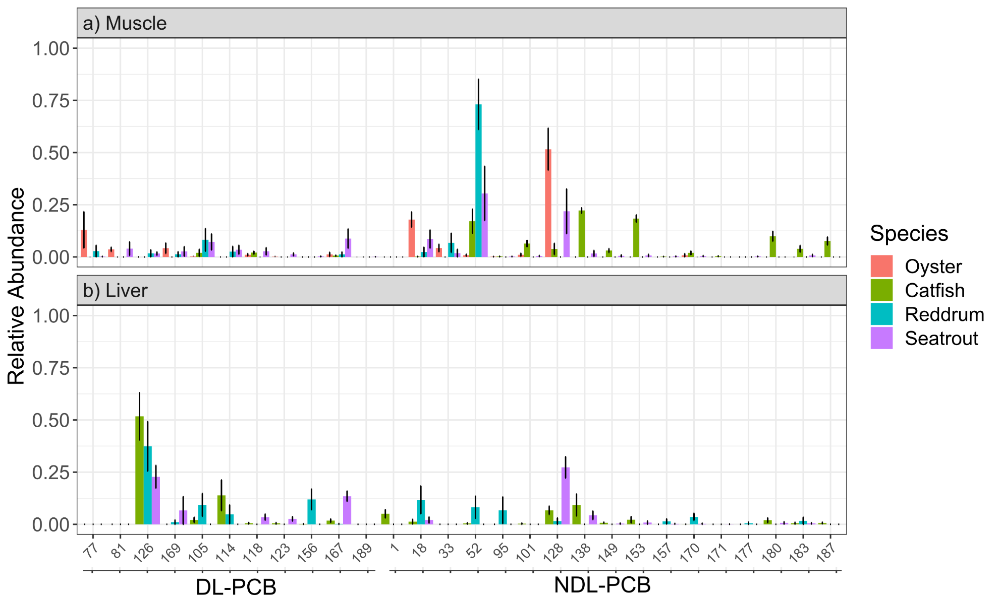 a) Muscle
1.00
0.75
0.50
0.25
0.00
b) Liver
1.00
0.75
0.50
0.25
0.00
Relative Abundance
77 81 126 169 105 114 118 123 156 167 189 1 18 33 52 95 101 128 138 149 153 157 170 171 177 180 183 187
DL-PCB NDL-PCB
Species
Oyster
Catfish
Reddrum
Seatrout